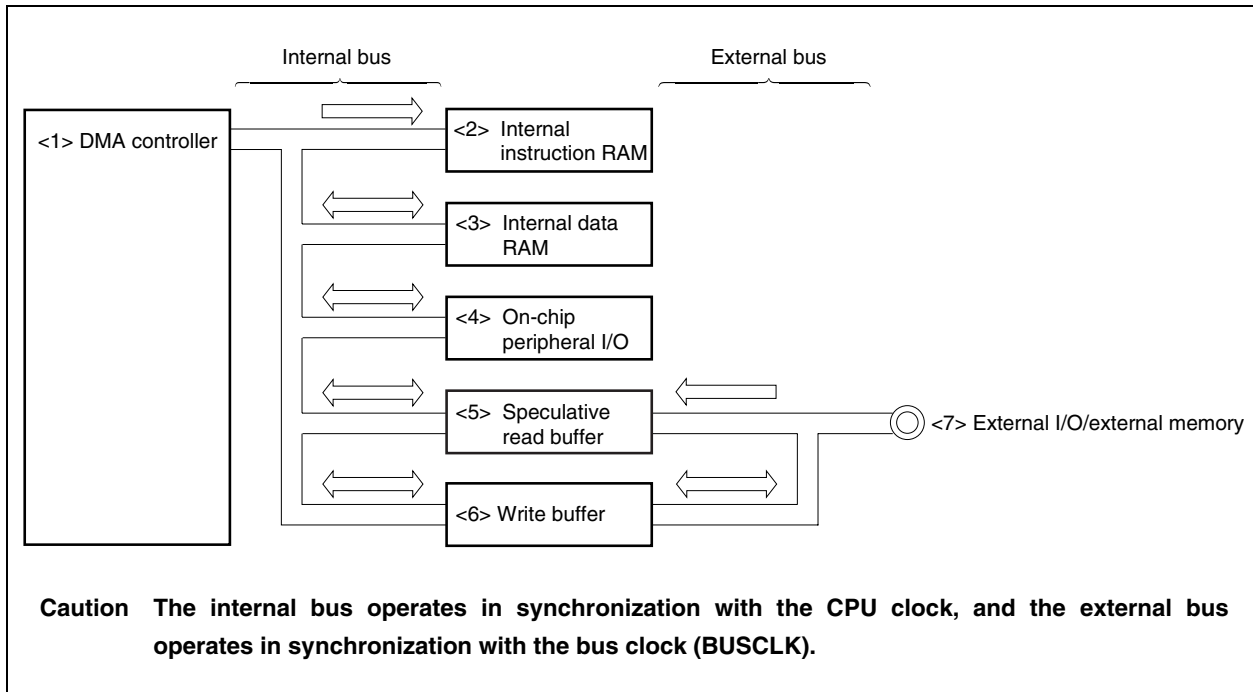 Internal bus
External bus
<1> DMA controller
<2> Internal
instruction RAM
<3> Internal data
RAM
<4> On-chip
peripheral I/O
<5> Speculative
read buffer
<7> External I/O/external memory
<6> Write buffer
Caution The internal bus operates in synchronization with the CPU clock, and the external bus
operates in synchronization with the bus clock (BUSCLK).